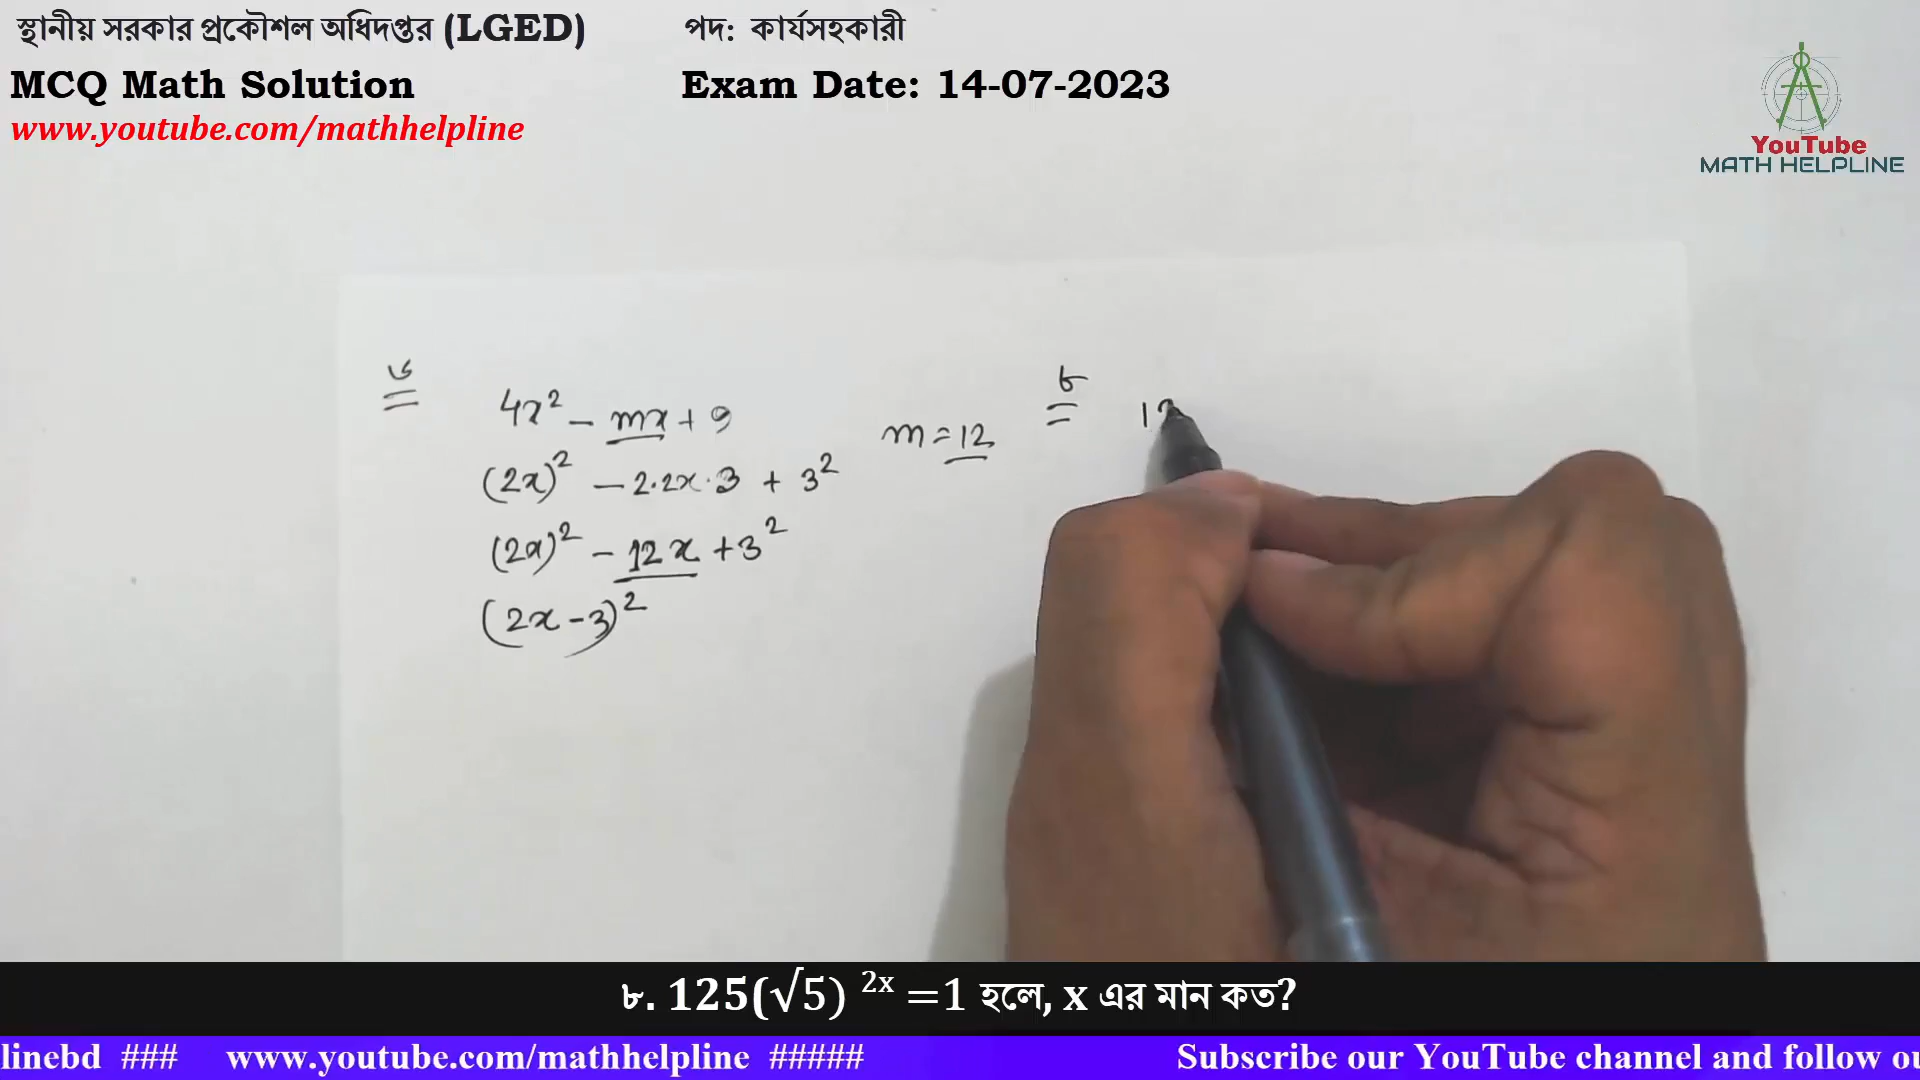 স্থানীয় সরকার প্রকৌশল অধিদপ্তর (LGED) পদ: কার্যসহকারী
MCQ Math Solution Exam Date: 14-07-2023
www.youtube.com/mathhelpline
YouTube
MATH HELPLINE
৬
4x² - mx + 9
m = 12
(2x)² - 2.2x.3 + 3²
(2x)² - 12x + 3²
(2x-3)²
৮
12
৮. 125(√5) ²ˣ =1 হলে, x এর মান কত?
linebd ### www.youtube.com/mathhelpline ##### Subscribe our YouTube channel and follow ou